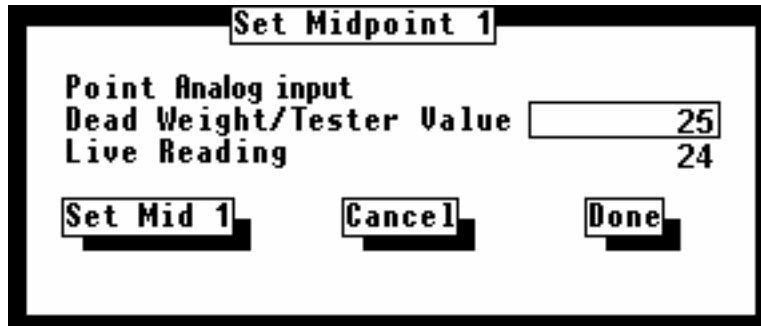 Set Midpoint 1
Point Analog input
Dead Weight/Tester Value 25
Live Reading 24
Set Mid 1 Cancel Done